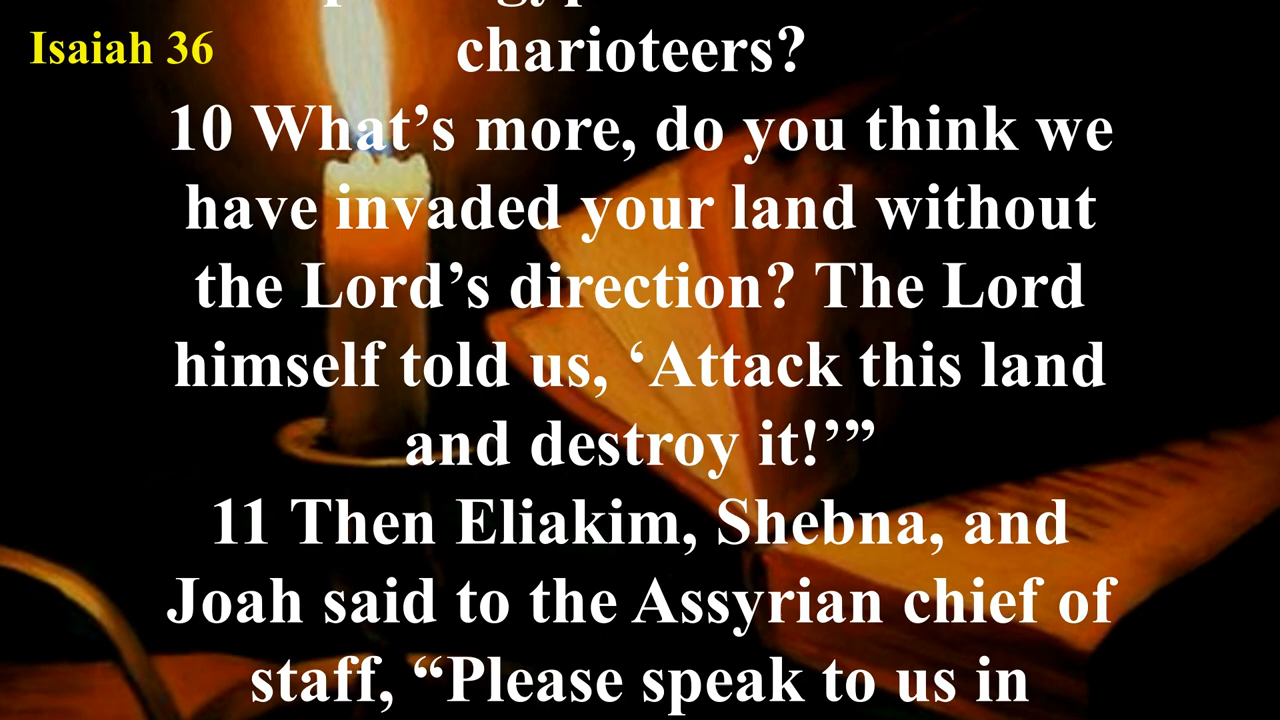 Isaiah 36
charioteers?
10 What’s more, do you think we
have invaded your land without
the Lord’s direction? The Lord
himself told us, ‘Attack this land
and destroy it!’”
11 Then Eliakim, Shebna, and
Joah said to the Assyrian chief of
staff, “Please speak to us in